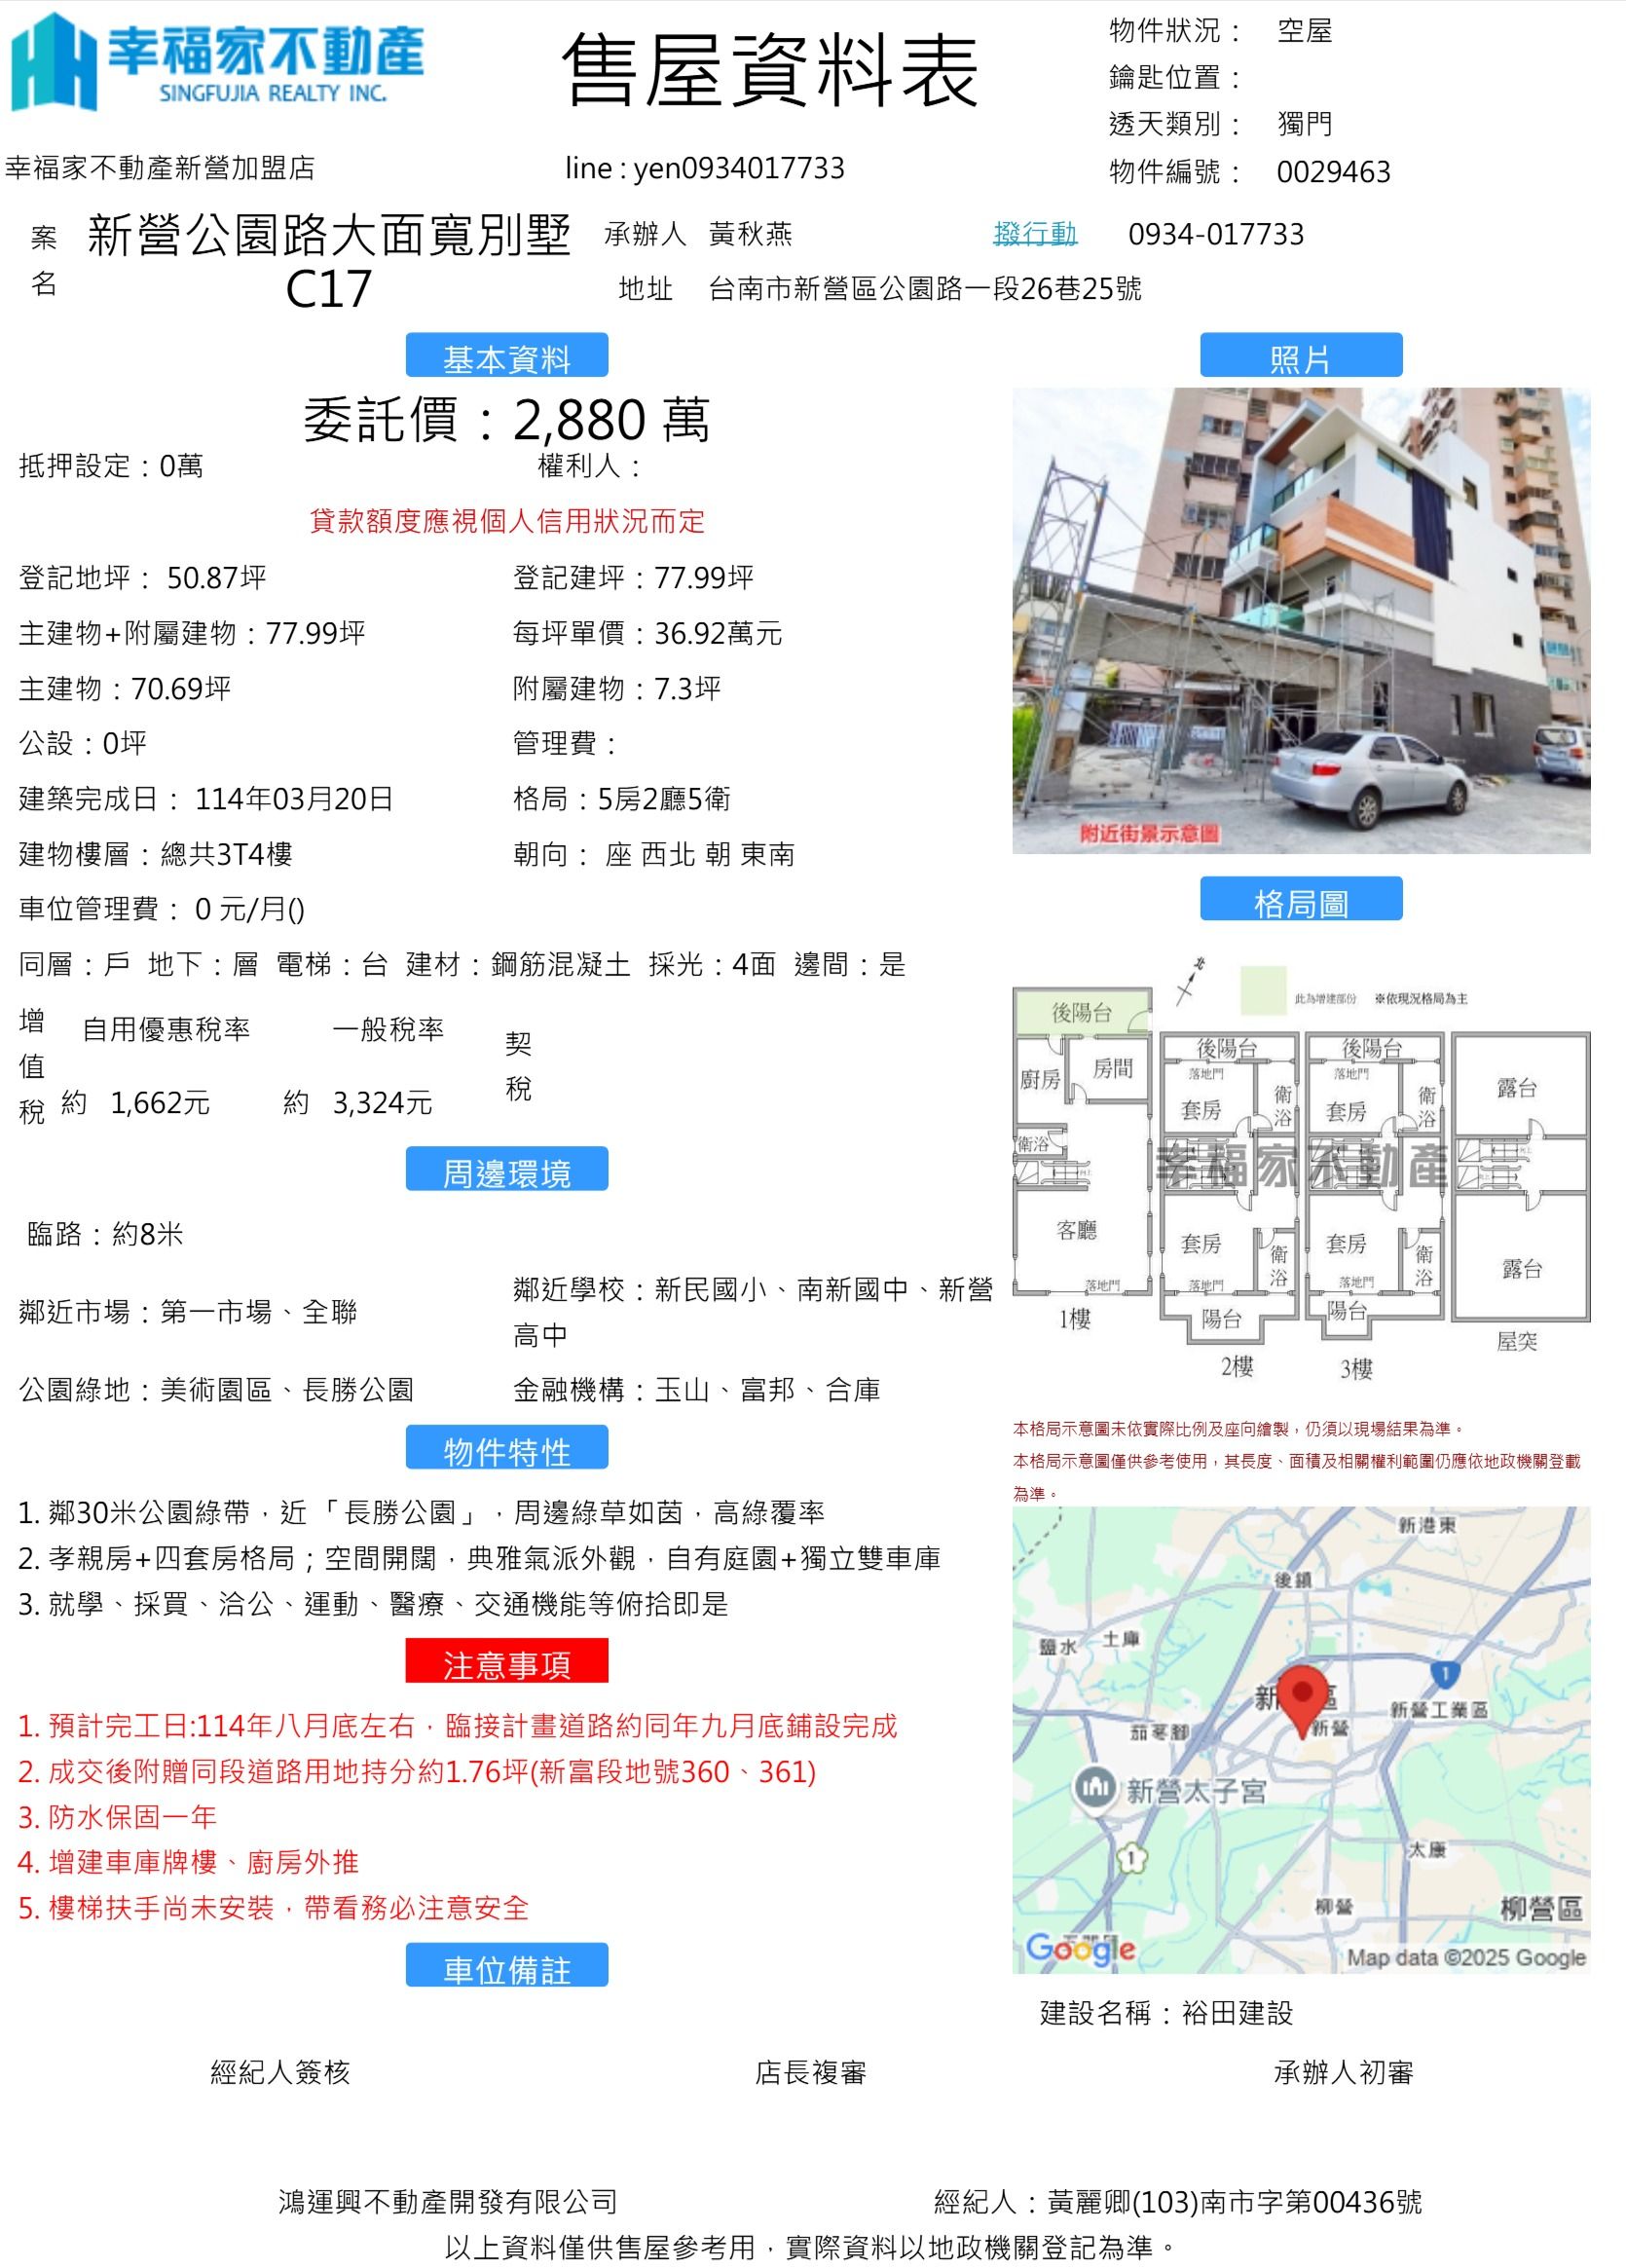 幸福家不動產
SINGFUJIA REALTY INC.
售屋資料表
物件狀況： 空屋
鑰匙位置：
透天類別： 獨門
物件編號： 0029463
幸福家不動產新營加盟店
line : yen0934017733
案名
新營公園路大面寬別墅
C17
承辦人 黃秋燕
撥行動 0934-017733
地址 台南市新營區公園路一段26巷25號
基本資料
委託價：2,880 萬
抵押設定：0萬 權利人：
貸款額度應視個人信用狀況而定
登記地坪： 50.87坪 登記建坪：77.99坪
主建物+附屬建物：77.99坪 每坪單價：36.92萬元
主建物：70.69坪 附屬建物：7.3坪
公設：0坪 管理費：
建築完成日： 114年03月20日 格局：5房2廳5衛
建物樓層：總共3T4樓 朝向： 座 西北 朝 東南
車位管理費： 0 元/月()
同層：戶 地下：層 電梯：台 建材：鋼筋混凝土 採光：4面 邊間：是
增值稅
自用優惠稅率 一般稅率
約 1,662元 約 3,324元
契稅
周邊環境
臨路：約8米
鄰近市場：第一市場、全聯
鄰近學校：新民國小、南新國中、新營
高中
公園綠地：美術園區、長勝公園 金融機構：玉山、富邦、合庫
物件特性
1. 鄰30米公園綠帶，近 「長勝公園」，周邊綠草如茵，高綠覆率
2. 孝親房+四套房格局；空間開闊，典雅氣派外觀，自有庭園+獨立雙車庫
3. 就學、採買、洽公、運動、醫療、交通機能等俯拾即是
注意事項
1. 預計完工日:114年八月底左右，臨接計畫道路約同年九月底鋪設完成
2. 成交後附贈同段道路用地持分約1.76坪(新富段地號360、361)
3. 防水保固一年
4. 增建車庫牌樓、廚房外推
5. 樓梯扶手尚未安裝，帶看務必注意安全
車位備註
照片
附近街景示意圖
格局圖
北
此為增建部份 ※依現況格局為主
後陽台
廚房
房間
衛浴
客廳
落地門
1樓
後陽台
落地門
套房
衛浴
套房
衛浴
落地門
陽台
2樓
後陽台
落地門
套房
衛浴
套房
衛浴
落地門
陽台
3樓
露台
露台
屋突
幸福家不動產
本格局示意圖未依實際比例及座向繪製，仍須以現場結果為準。
本格局示意圖僅供參考使用，其長度、面積及相關權利範圍仍應依地政機關登載
為準。
新港東
後鎮
鹽水
土庫
1
新 區
新營
新營工業區
茄苳腳
新營太子宮
1
太康
柳營
柳營區
Google
Map data ©2025 Google
建設名稱：裕田建設
經紀人簽核 店長複審 承辦人初審
鴻運興不動產開發有限公司 經紀人：黃麗卿(103)南市字第00436號
以上資料僅供售屋參考用，實際資料以地政機關登記為準。